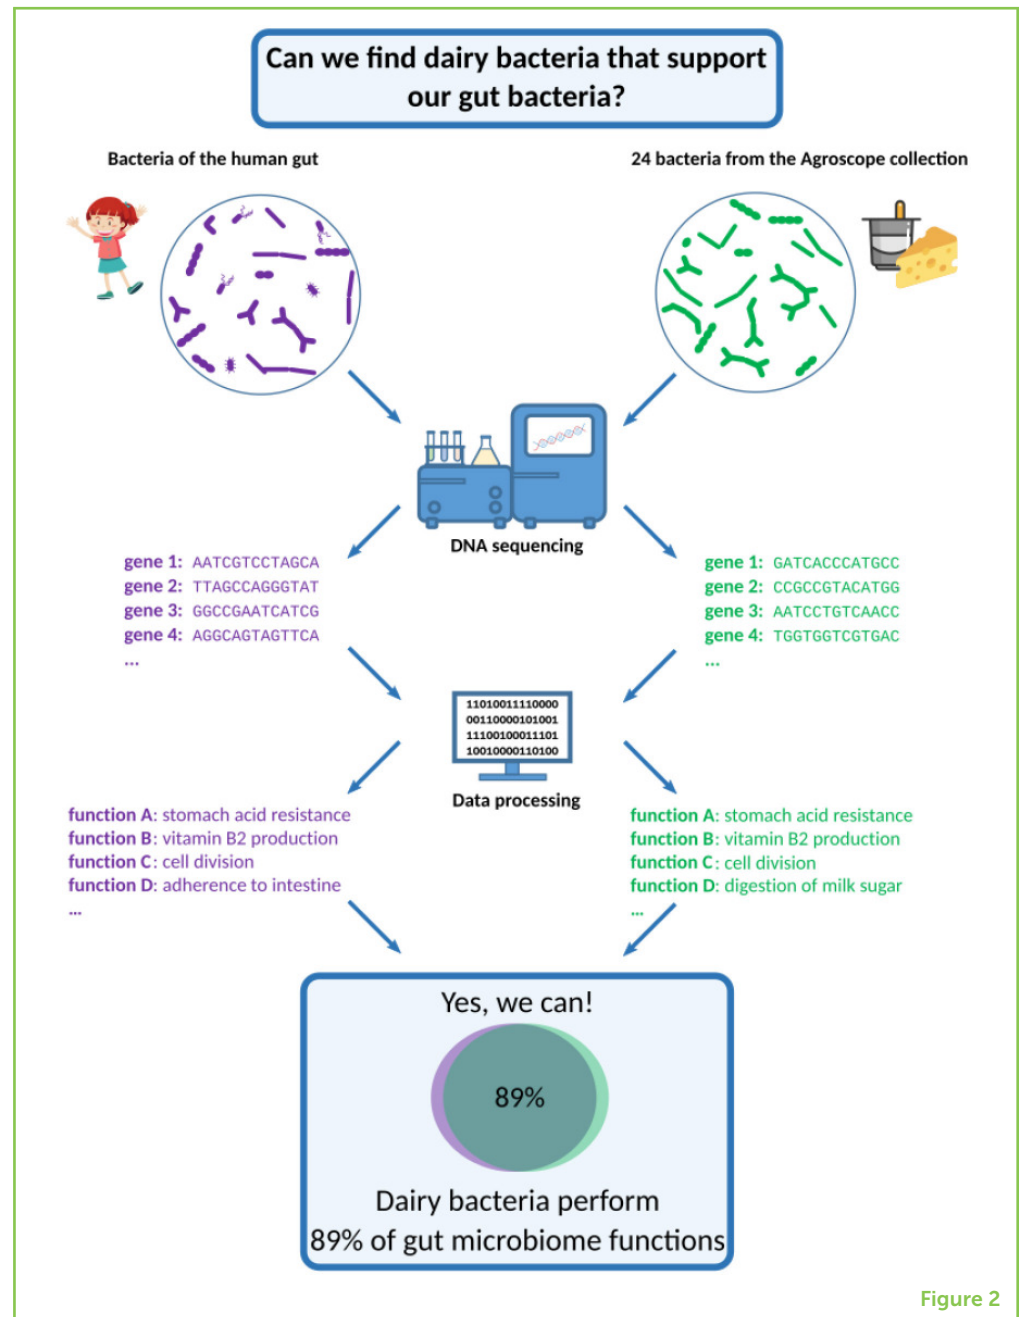 Can we find dairy bacteria that support
our gut bacteria?
Bacteria of the human gut
24 bacteria from the Agroscope collection
DNA sequencing
gene 1: AATCGTCCTAGCA
gene 2: TTAGCCAGGGTAT
gene 3: GGCCGAATCATCG
gene 4: AGGCAGTAGTTCA
...
gene 1: GATCACCCATGCC
gene 2: CCGCCGTACATGG
gene 3: AATCCTGTCAACC
gene 4: TGGTGGTCGTGAC
...
11010011110000
00110000101001
11100100011101
10010000110100
Data processing
function A: stomach acid resistance
function B: vitamin B2 production
function C: cell division
function D: adherence to intestine
...
function A: stomach acid resistance
function B: vitamin B2 production
function C: cell division
function D: digestion of milk sugar
...
Yes, we can!
89%
Dairy bacteria perform
89% of gut microbiome functions
Figure 2